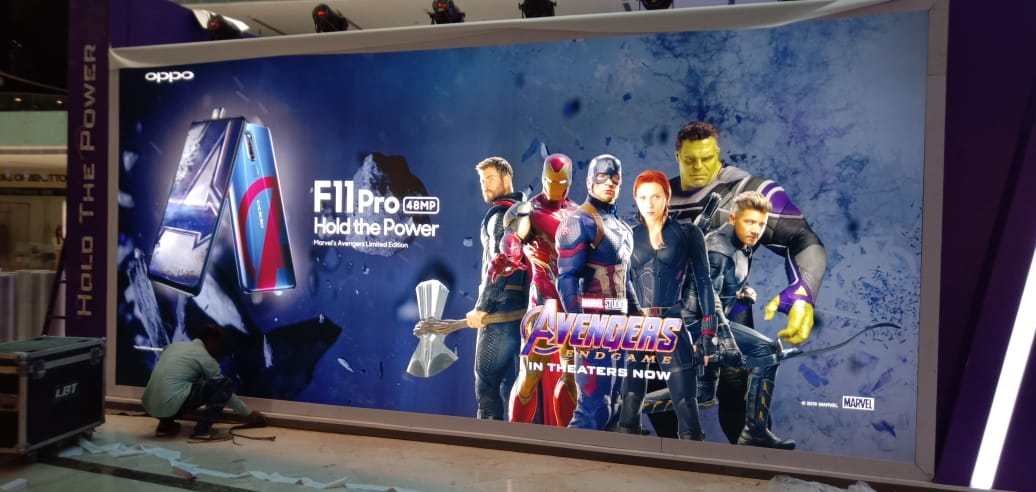 oppo
HOLD THE POWER
F11 Pro 48MP
Hold the Power
Marvel's Avengers Limited Edition
MARVEL STUDIOS
AVENGERS
ENDGAME
IN THEATERS NOW
© 2019 MARVEL MARVEL
LBT